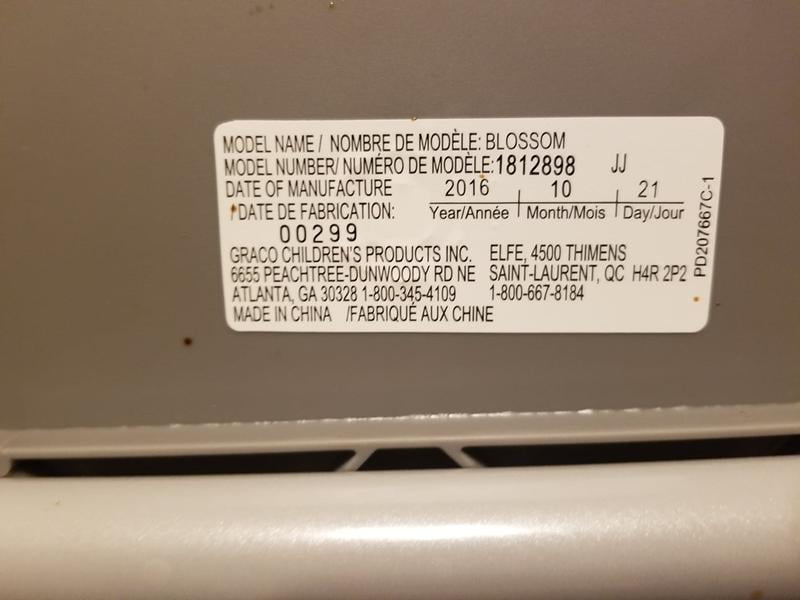 MODEL NAME / NOMBRE DE MODÈLE: BLOSSOM
MODEL NUMBER/ NUMÉRO DE MODÈLE:1812898 JJ
DATE OF MANUFACTURE 2016 10 21
/DATE DE FABRICATION: Year/Année Month/Mois Day/Jour
00299
GRACO CHILDREN'S PRODUCTS INC. ELFE, 4500 THIMENS
6655 PEACHTREE-DUNWOODY RD NE SAINT-LAURENT, QC H4R 2P2
ATLANTA, GA 30328 1-800-345-4109 1-800-667-8184
MADE IN CHINA /FABRIQUÉ AUX CHINE
PD207667C-1